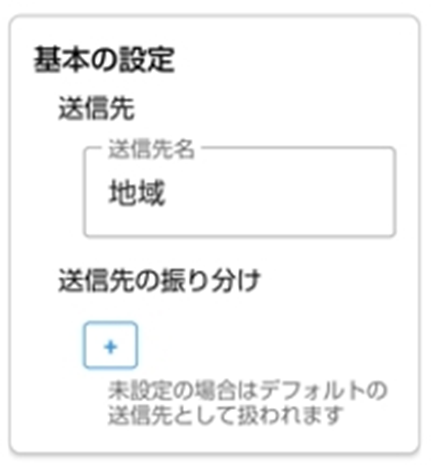 基本の設定
送信先
送信先名
地域
送信先の振り分け
+
未設定の場合はデフォルトの
送信先として扱われます